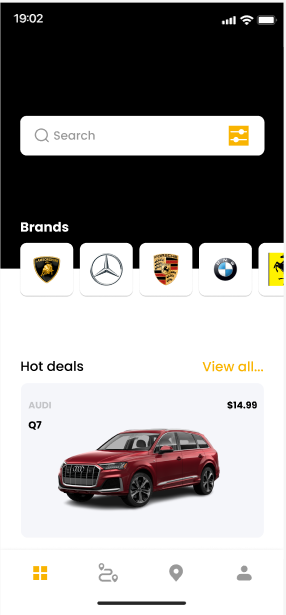 19:02
Search
Brands
Hot deals
View all...
AUDI
$14.99
Q7